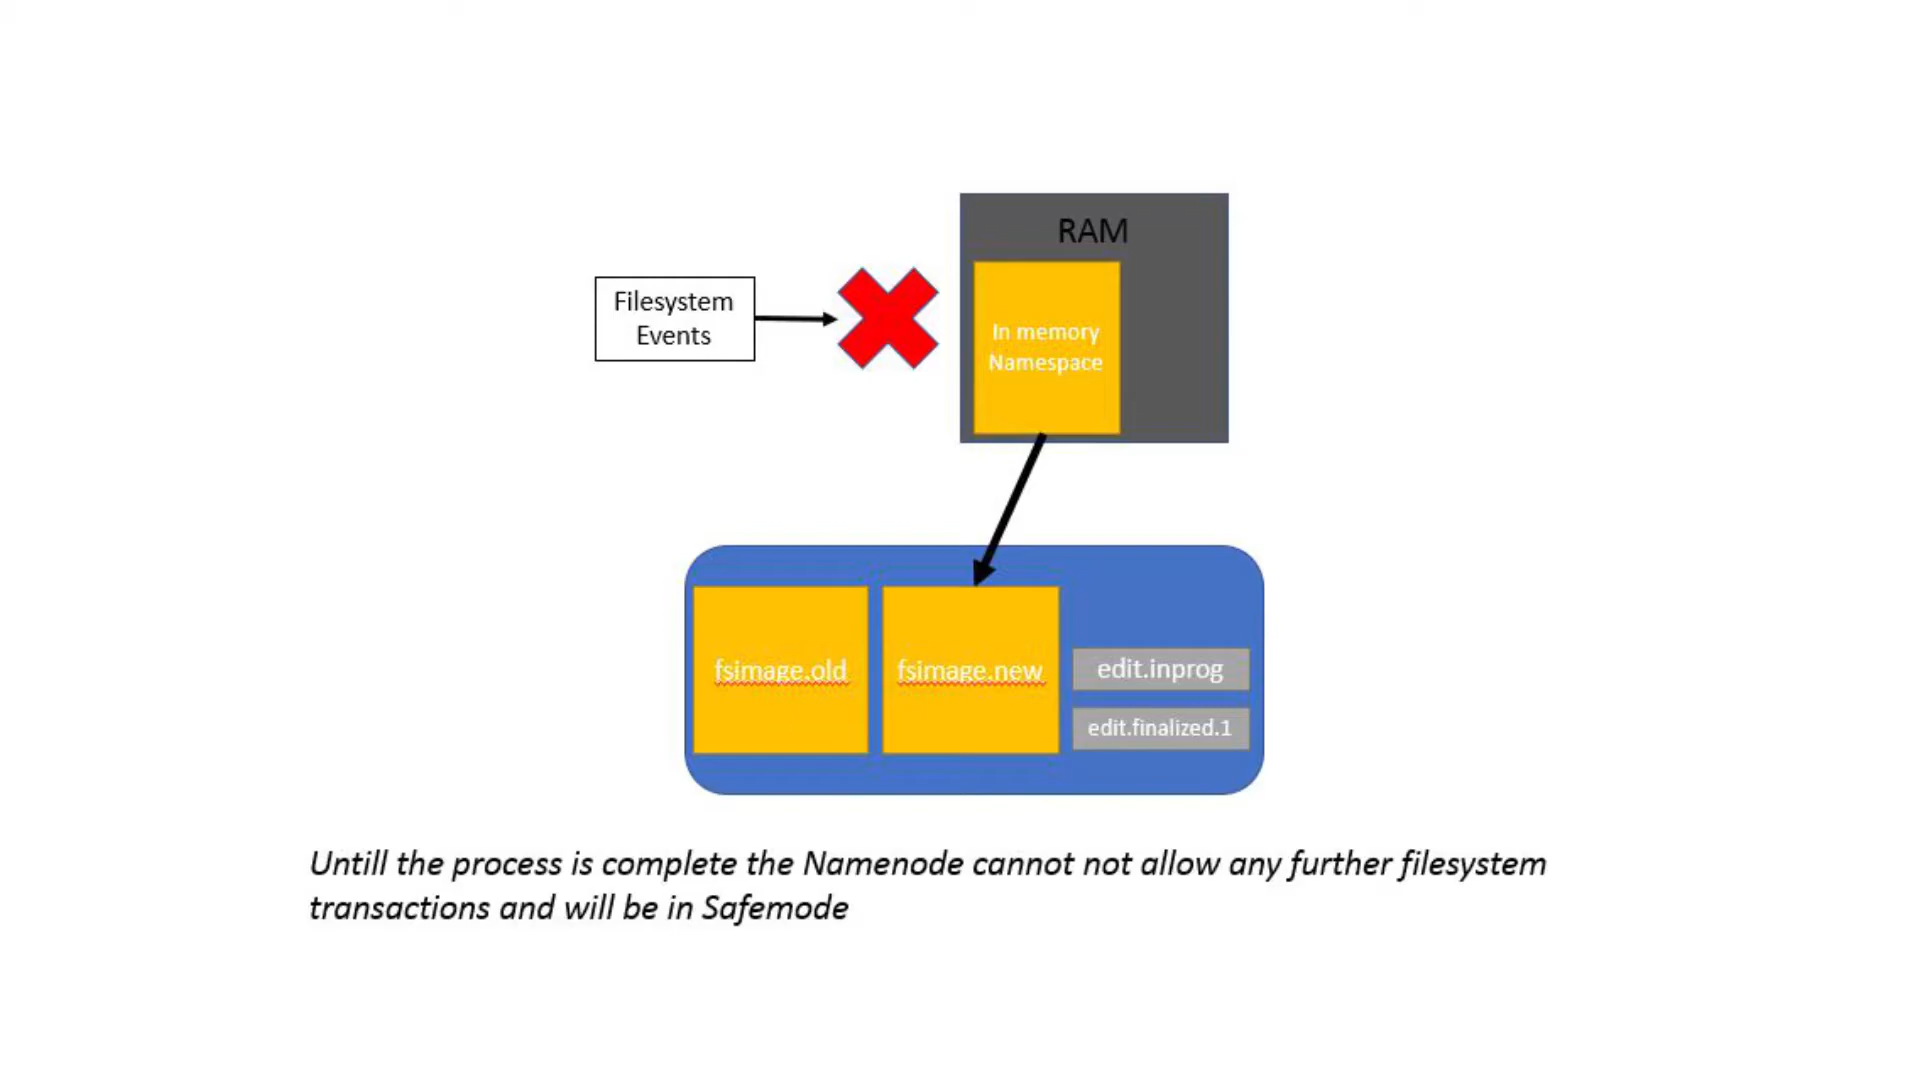 RAM
Filesystem
Events
In memory
Namespace
fsimage.old
fsimage.new
edit.inprog
edit.finalized.1
Untill the process is complete the Namenode cannot not allow any further filesystem
transactions and will be in Safemode